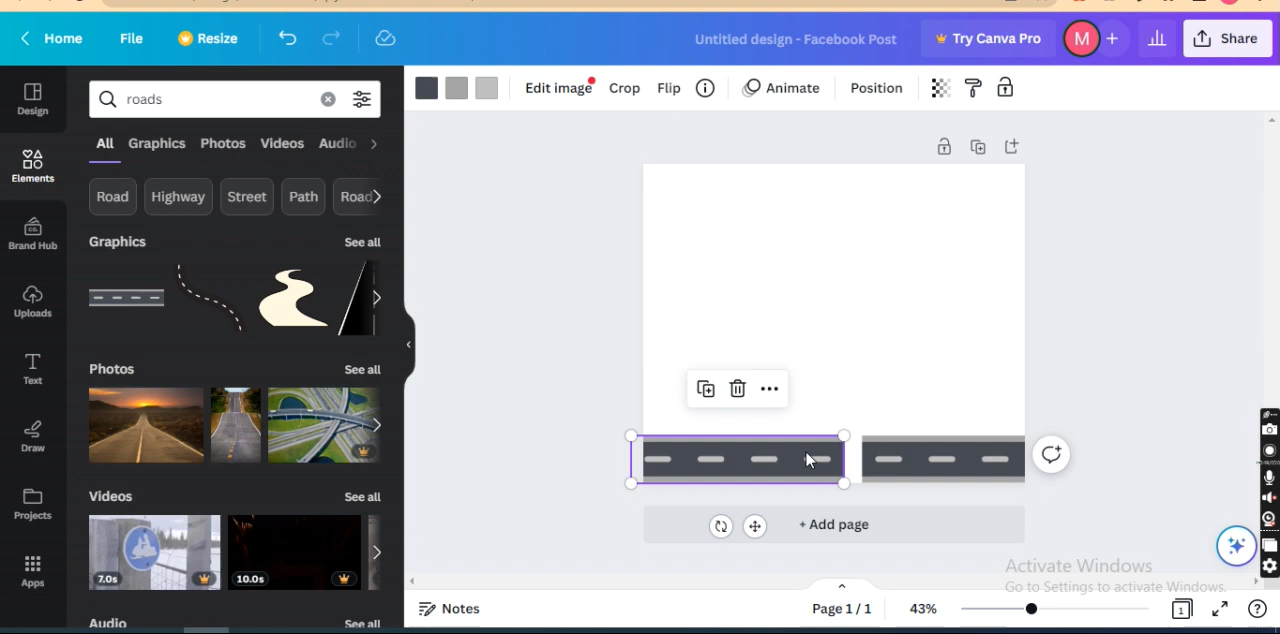 Home
File
Resize
Untitled design - Facebook Post
Try Canva Pro
M
Share
Design
Elements
Brand Hub
Uploads
Text
Draw
Projects
Apps
roads
All
Graphics
Photos
Videos
Audio
Road
Highway
Street
Path
Road
Graphics
See all
Photos
See all
Videos
See all
7.0s
10.0s
Audio
See all
Edit image
Crop
Flip
Animate
Position
+ Add page
Activate Windows
Go to Settings to activate Windows.
Notes
Page 1 / 1
43%
1